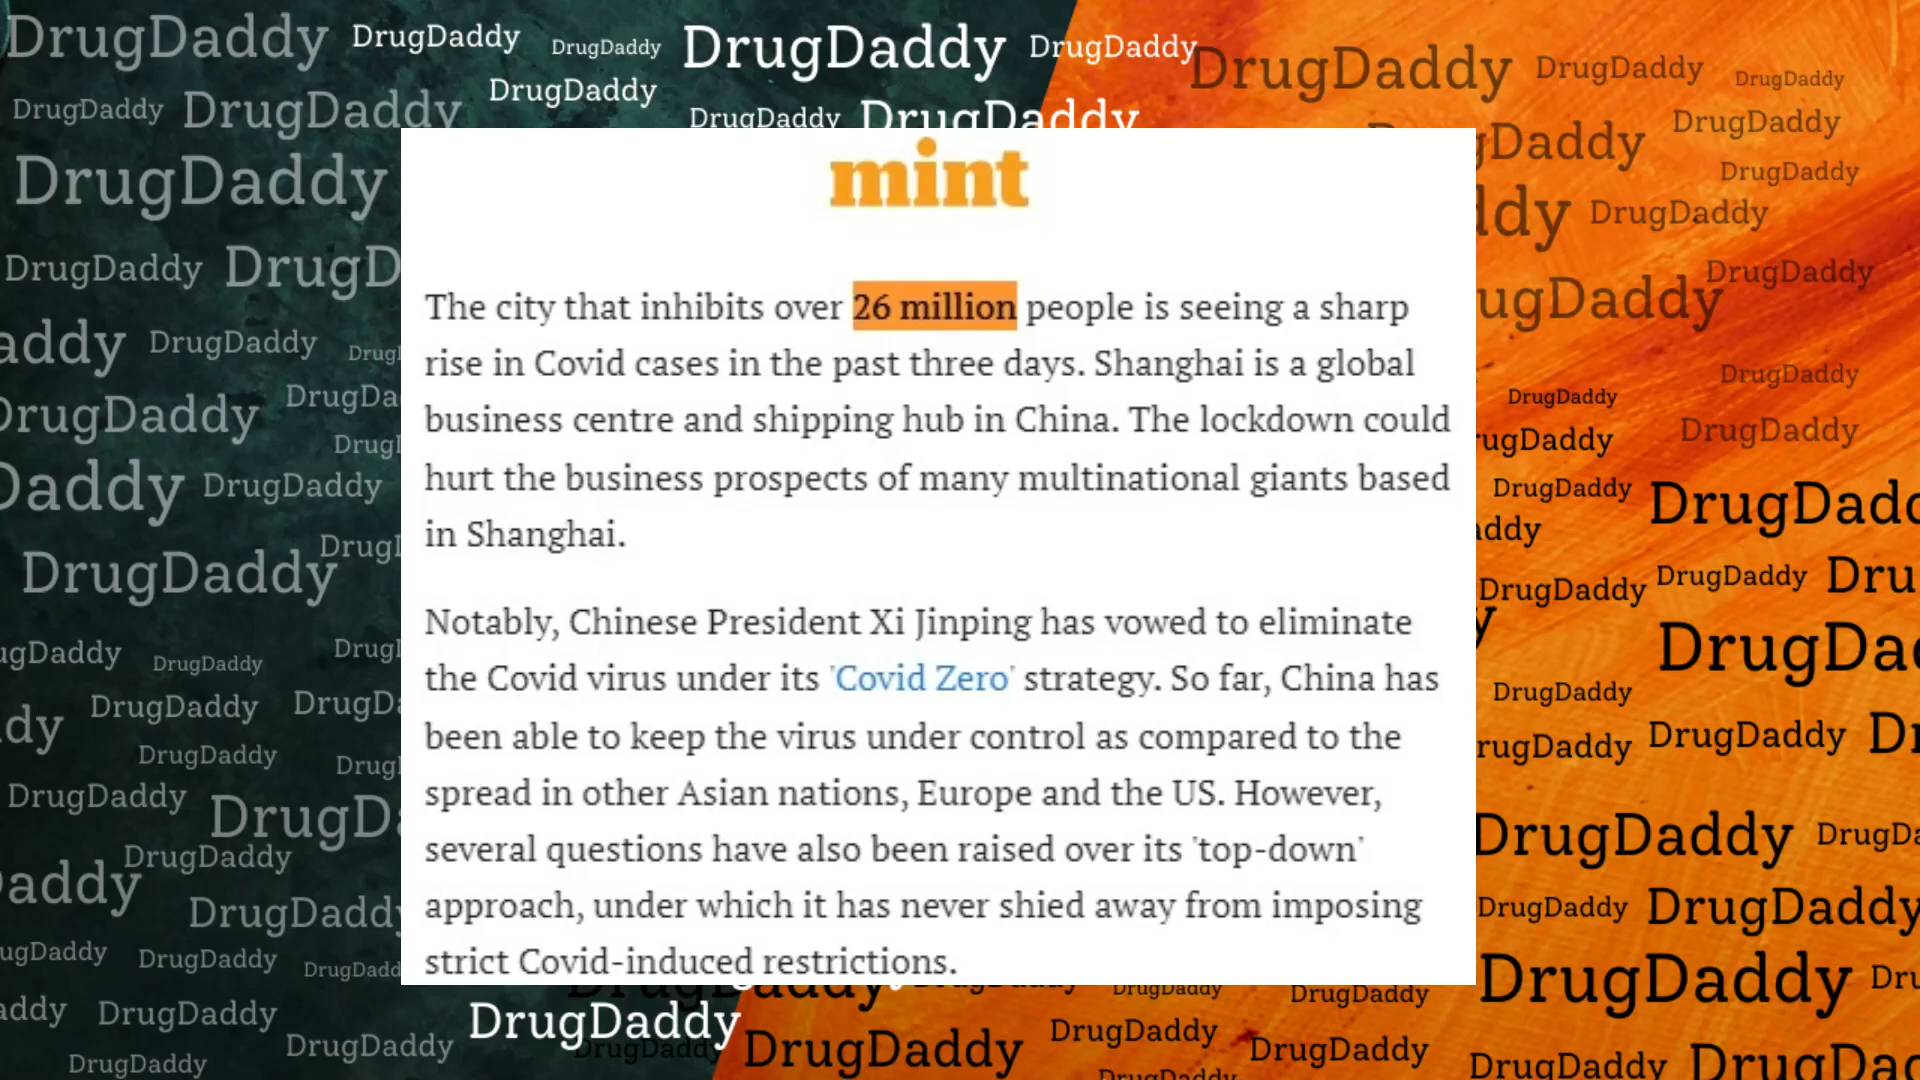 DrugDaddy DrugDaddy DrugDaddy DrugDaddy DrugDaddy DrugDaddy DrugDaddy DrugDaddy
DrugDaddy DrugDaddy DrugDaddy DrugDaddy DrugDaddy DrugDaddy
mint
The city that inhibits over 26 million people is seeing a sharp
rise in Covid cases in the past three days. Shanghai is a global
business centre and shipping hub in China. The lockdown could
hurt the business prospects of many multinational giants based
in Shanghai.
Notably, Chinese President Xi Jinping has vowed to eliminate
the Covid virus under its 'Covid Zero' strategy. So far, China has
been able to keep the virus under control as compared to the
spread in other Asian nations, Europe and the US. However,
several questions have also been raised over its 'top-down'
approach, under which it has never shied away from imposing
strict Covid-induced restrictions.
DrugDaddy
DrugDaddy DrugDaddy DrugDaddy